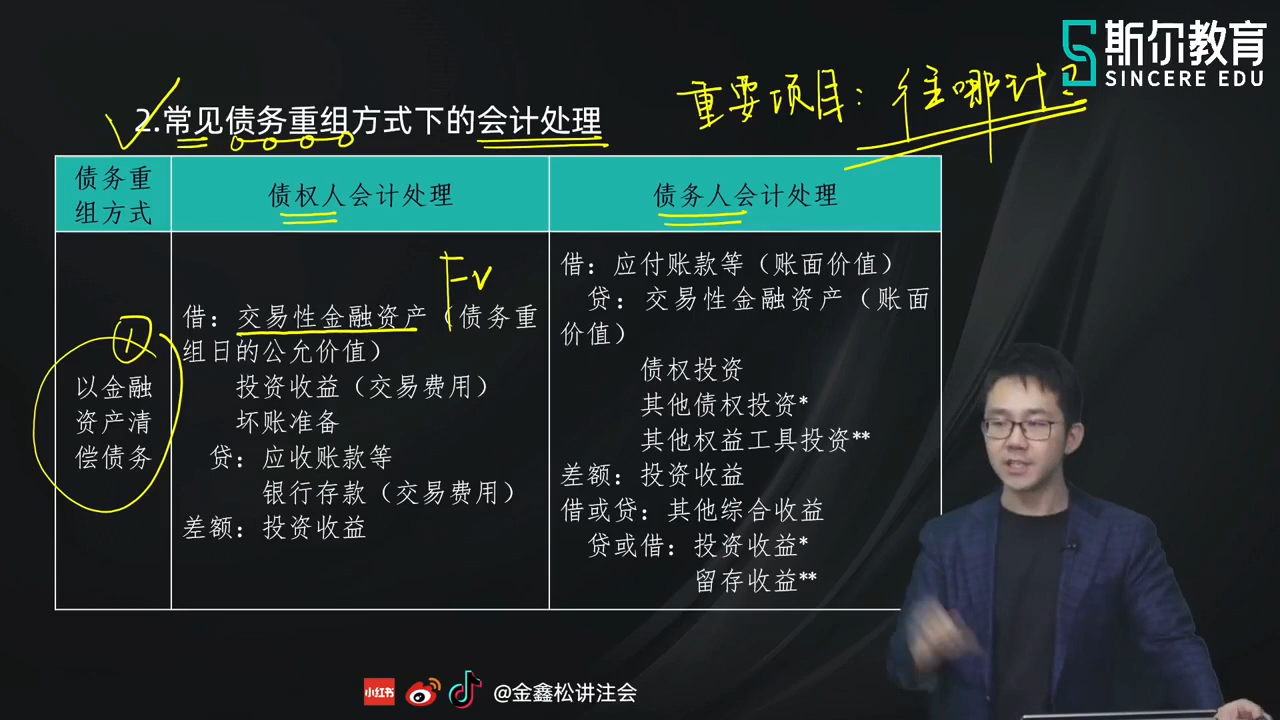 斯尔教育
SINCERE EDU
重要项目：往哪计？
2.常见债务重组方式下的会计处理
债务重
组方式
债权人会计处理
债务人会计处理
①
以金融
资产清
偿债务
FV
借：交易性金融资产（债务重
组日的公允价值）
投资收益（交易费用）
坏账准备
贷：应收账款等
银行存款（交易费用）
差额：投资收益
借：应付账款等（账面价值）
贷：交易性金融资产（账面
价值）
债权投资
其他债权投资*
其他权益工具投资**
差额：投资收益
借或贷：其他综合收益
贷或借：投资收益*
留存收益**
小红书
@金鑫松讲注会